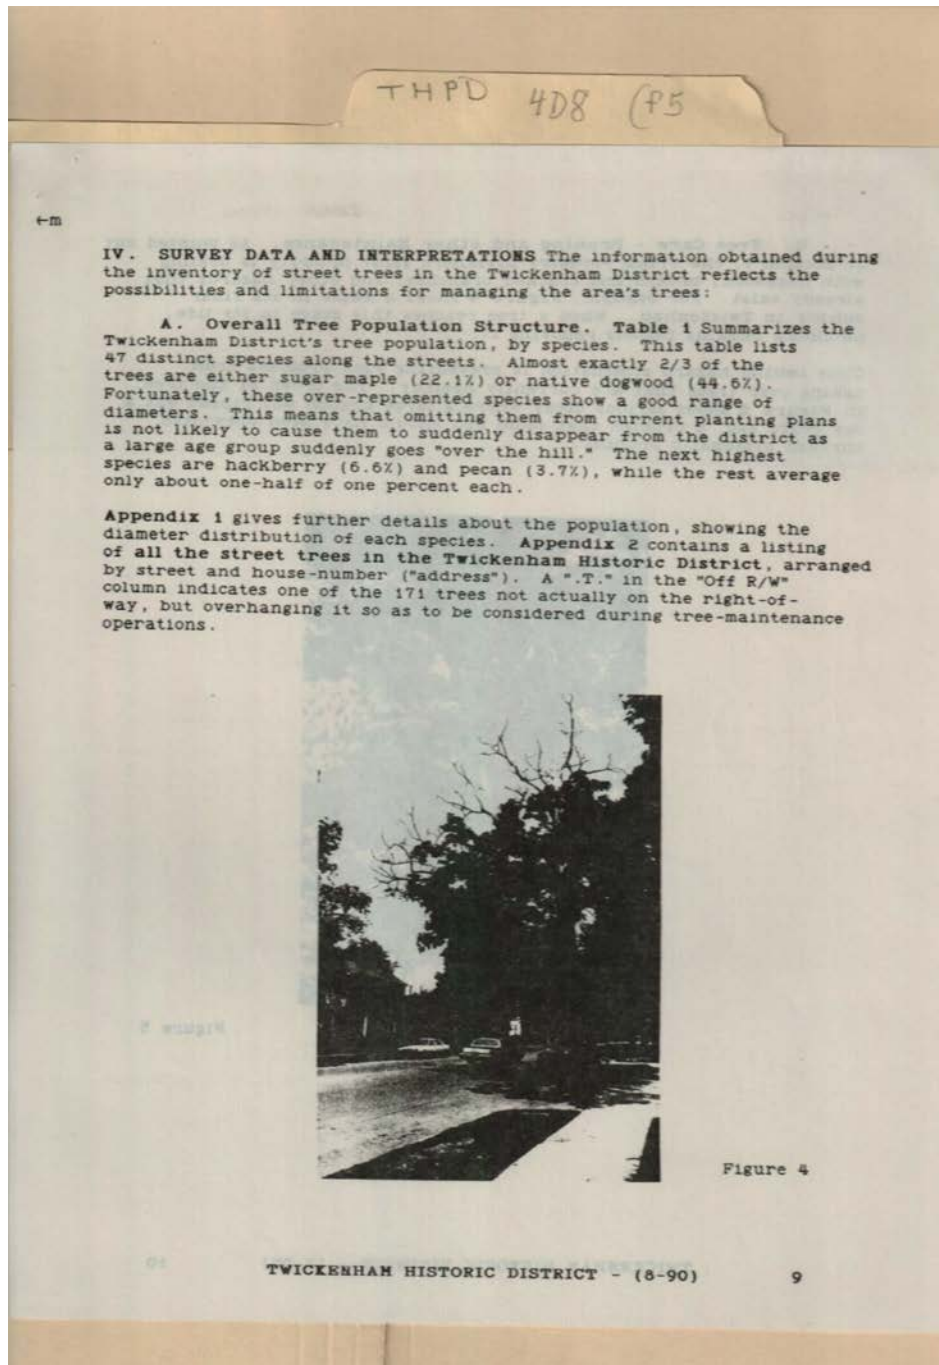 THPD 4D8 (P5
←m
IV. SURVEY DATA AND INTERPRETATIONS The information obtained during
the inventory of street trees in the Twickenham District reflects the
possibilities and limitations for managing the area's trees:
A. Overall Tree Population Structure. Table 1 Summarizes the
Twickenham District's tree population, by species. This table lists
47 distinct species along the streets. Almost exactly 2/3 of the
trees are either sugar maple (22.1%) or native dogwood (44.6%).
Fortunately, these over-represented species show a good range of
diameters. This means that omitting them from current planting plans
is not likely to cause them to suddenly disappear from the district as
a large age group suddenly goes "over the hill." The next highest
species are hackberry (6.6%) and pecan (3.7%), while the rest average
only about one-half of one percent each.
Appendix 1 gives further details about the population, showing the
diameter distribution of each species. Appendix 2 contains a listing
of all the street trees in the Twickenham Historic District, arranged
by street and house-number ("address"). A ".T." in the "Off R/W"
column indicates one of the 171 trees not actually on the right-of-
way, but overhanging it so as to be considered during tree-maintenance
operations.
Figure 5
Figure 4
10
TWICKENHAM HISTORIC DISTRICT - (8-90) 9